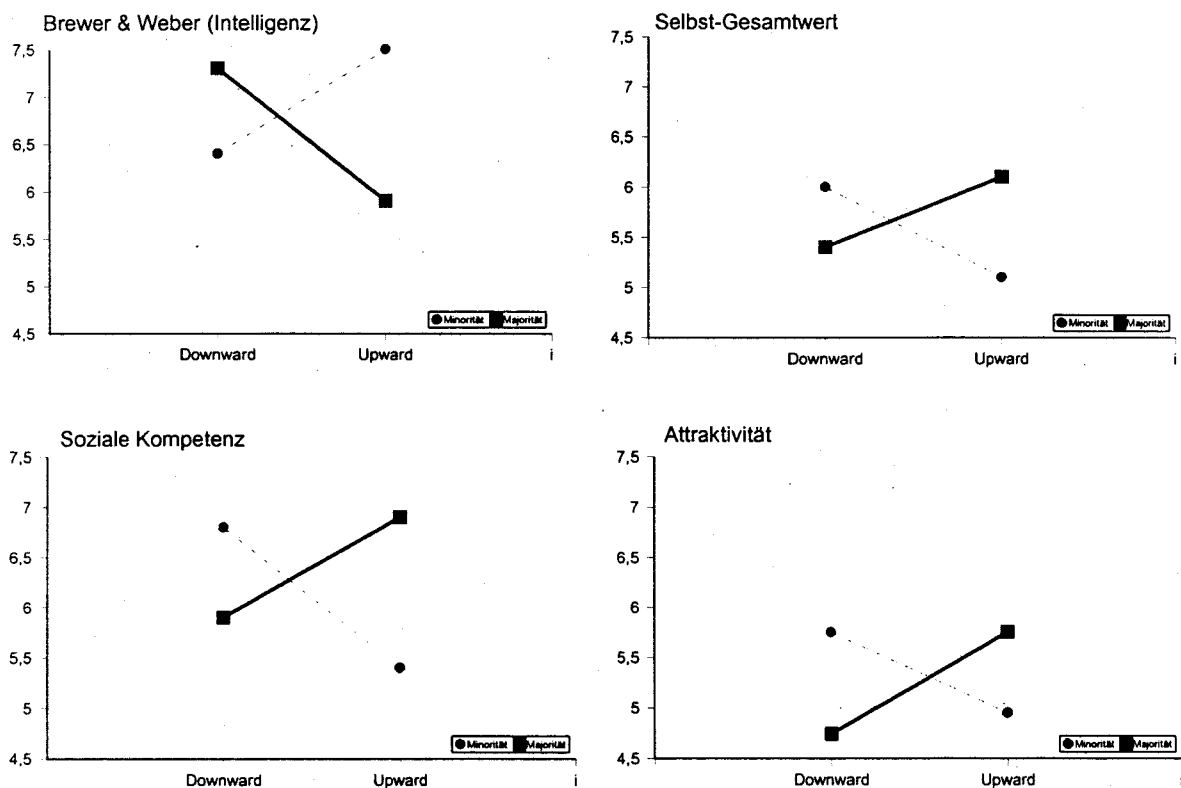 Brewer & Weber (Intelligenz)
7,5
7
6,5
6
5,5
5
4,5
Minorität Majorität
Downward Upward i
Selbst-Gesamtwert
7,5
7
6,5
6
5,5
5
4,5
Minorität Majorität
Downward Upward i
Soziale Kompetenz
7,5
7
6,5
6
5,5
5
4,5
Minorität Majorität
Downward Upward i
Attraktivität
7,5
7
6,5
6
5,5
5
4,5
Minorität Majorität
Downward Upward